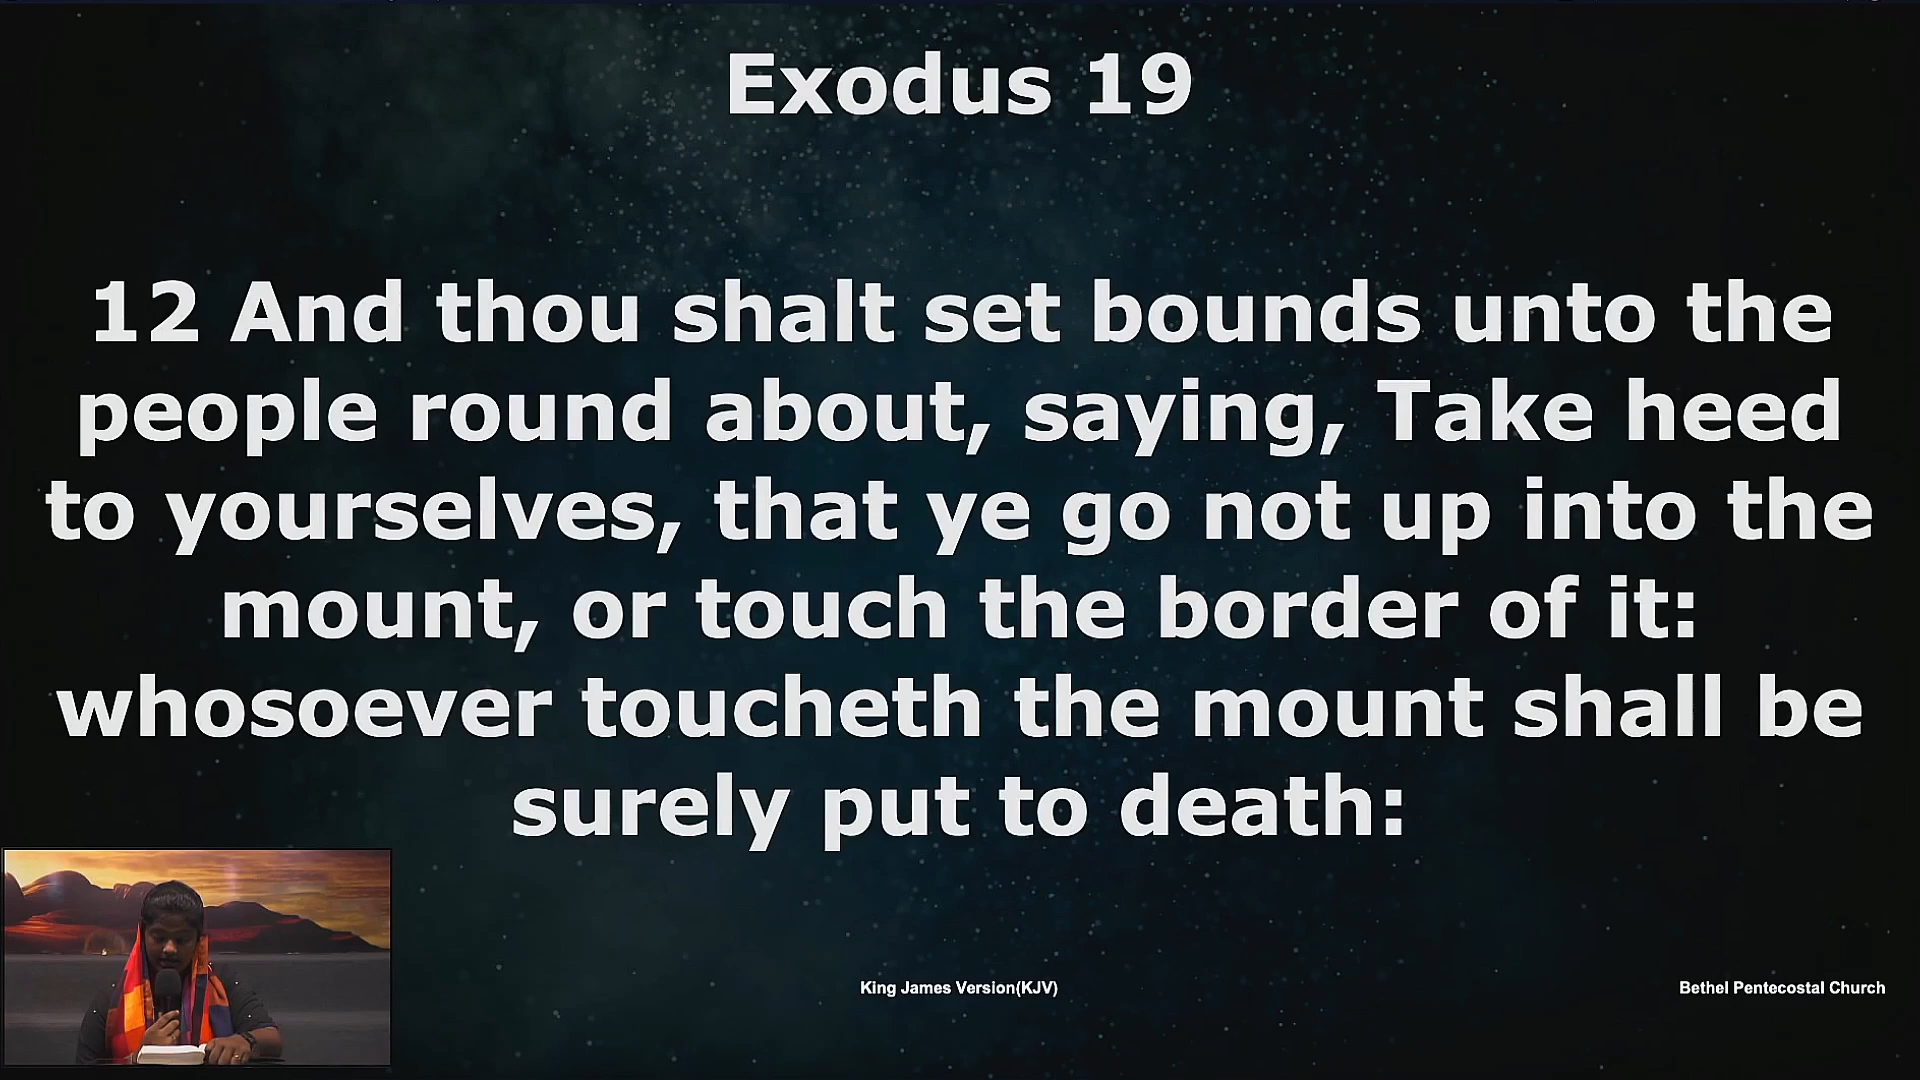 Exodus 19
12 And thou shalt set bounds unto the
people round about, saying, Take heed
to yourselves, that ye go not up into the
mount, or touch the border of it:
whosoever toucheth the mount shall be
surely put to death:
King James Version(KJV)
Bethel Pentecostal Church